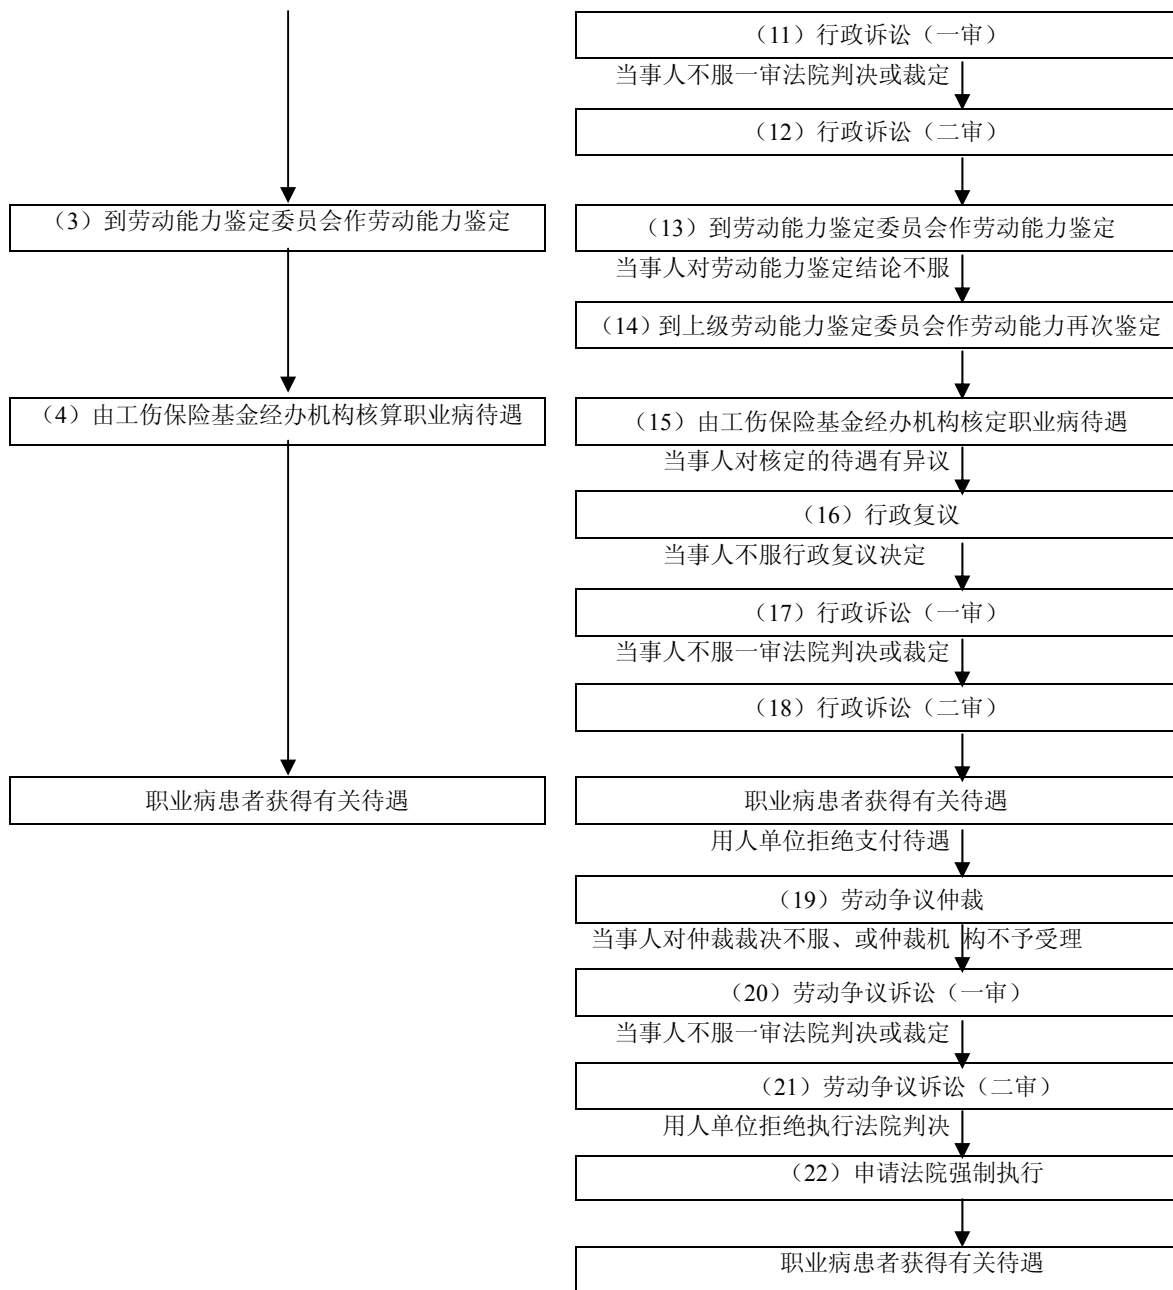 （11）行政诉讼（一审）
当事人不服一审法院判决或裁定
（12）行政诉讼（二审）
（3）到劳动能力鉴定委员会作劳动能力鉴定
（13）到劳动能力鉴定委员会作劳动能力鉴定
当事人对劳动能力鉴定结论不服
（14）到上级劳动能力鉴定委员会作劳动能力再次鉴定
（4）由工伤保险基金经办机构核算职业病待遇
（15）由工伤保险基金经办机构核定职业病待遇
当事人对核定的待遇有异议
（16）行政复议
当事人不服行政复议决定
（17）行政诉讼（一审）
当事人不服一审法院判决或裁定
（18）行政诉讼（二审）
职业病患者获得有关待遇
职业病患者获得有关待遇
用人单位拒绝支付待遇
（19）劳动争议仲裁
当事人对仲裁裁决不服、或仲裁机 构不予受理
（20）劳动争议诉讼（一审）
当事人不服一审法院判决或裁定
（21）劳动争议诉讼（二审）
用人单位拒绝执行法院判决
（22）申请法院强制执行
职业病患者获得有关待遇